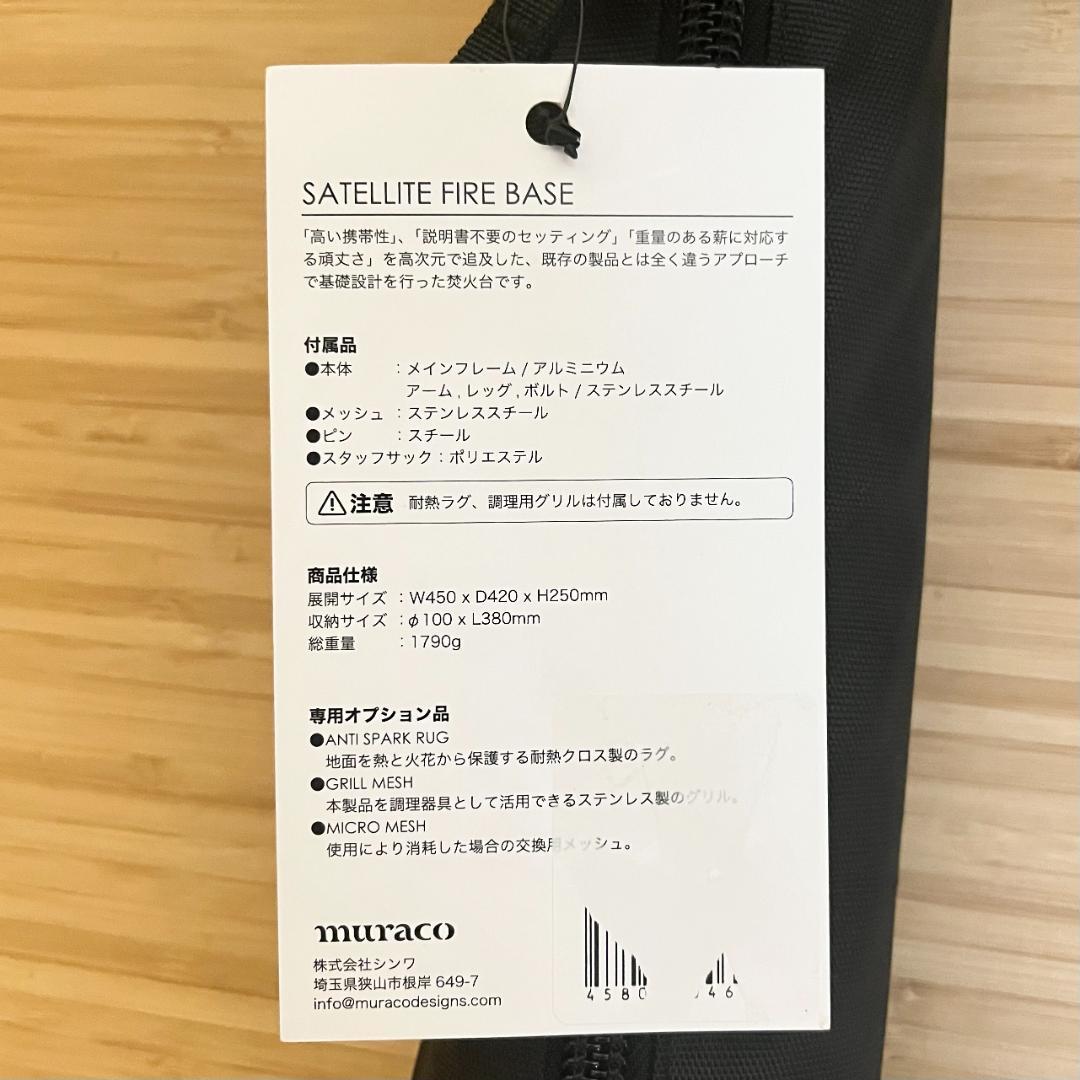 SATELLITE FIRE BASE
「高い携帯性」、「説明書不要のセッティング」「重量のある薪に対応す
る頑丈さ」を高次元で追及した、既存の製品とは全く違うアプローチ
で基礎設計を行った焚火台です。
付属品
●本体 : メインフレーム / アルミニウム
アーム , レッグ , ボルト / ステンレススチール
●メッシュ : ステンレススチール
●ピン : スチール
●スタッフサック : ポリエステル
⚠注意 耐熱ラグ、調理用グリルは付属しておりません。
商品仕様
展開サイズ : W450 x D420 x H250mm
収納サイズ : φ100 x L380mm
総重量 : 1790g
専用オプション品
●ANTI SPARK RUG
地面を熱と火花から保護する耐熱クロス製のラグ。
●GRILL MESH
本製品を調理器具として活用できるステンレス製のグリル。
●MICRO MESH
使用により消耗した場合の交換用メッシュ。
muraco
株式会社シンワ
埼玉県狭山市根岸 649-7
info@muracodesigns.com
4580 46